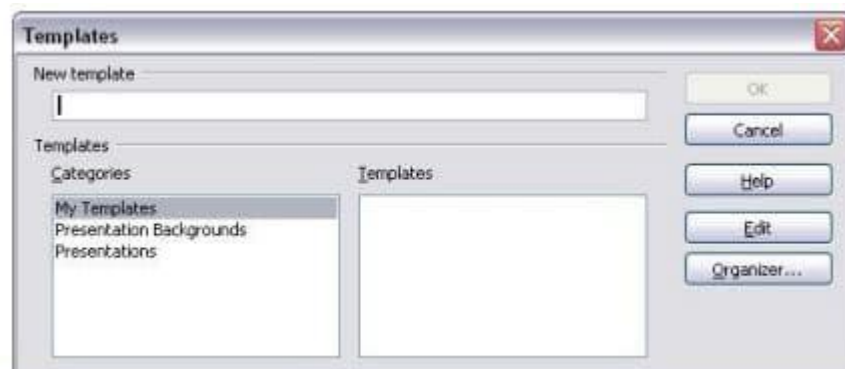 Templates
New template
OK
Cancel
Templates
Categories
Templates
Help
My Templates
Presentation Backgrounds
Presentations
Edit
Organizer...